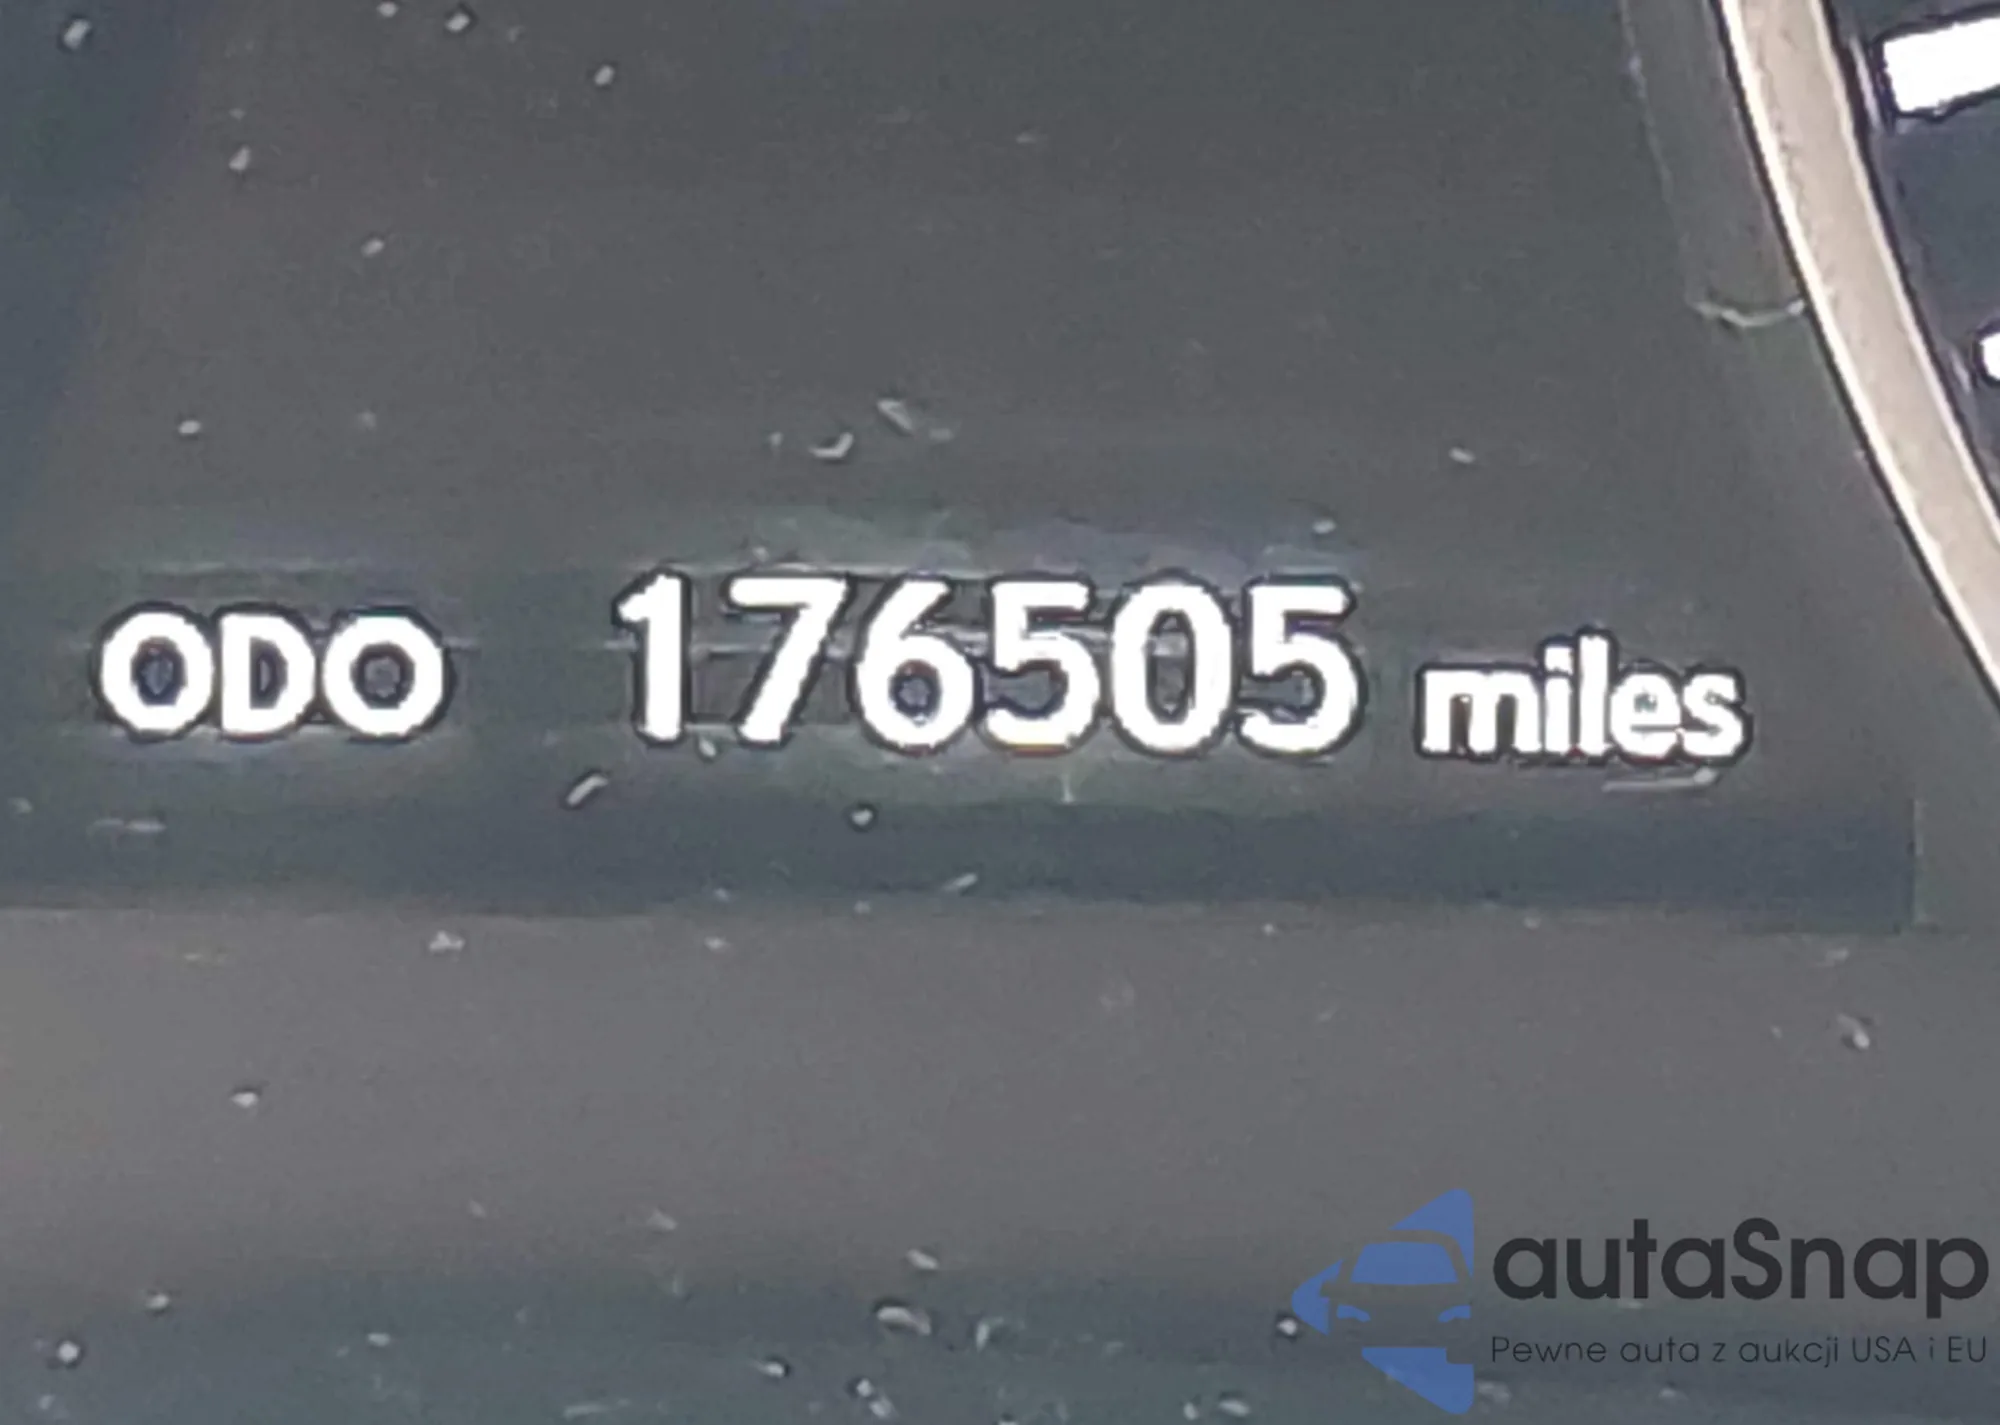 ODO 176505 miles
autaSnap
Pewne auta z aukcji USA i EU